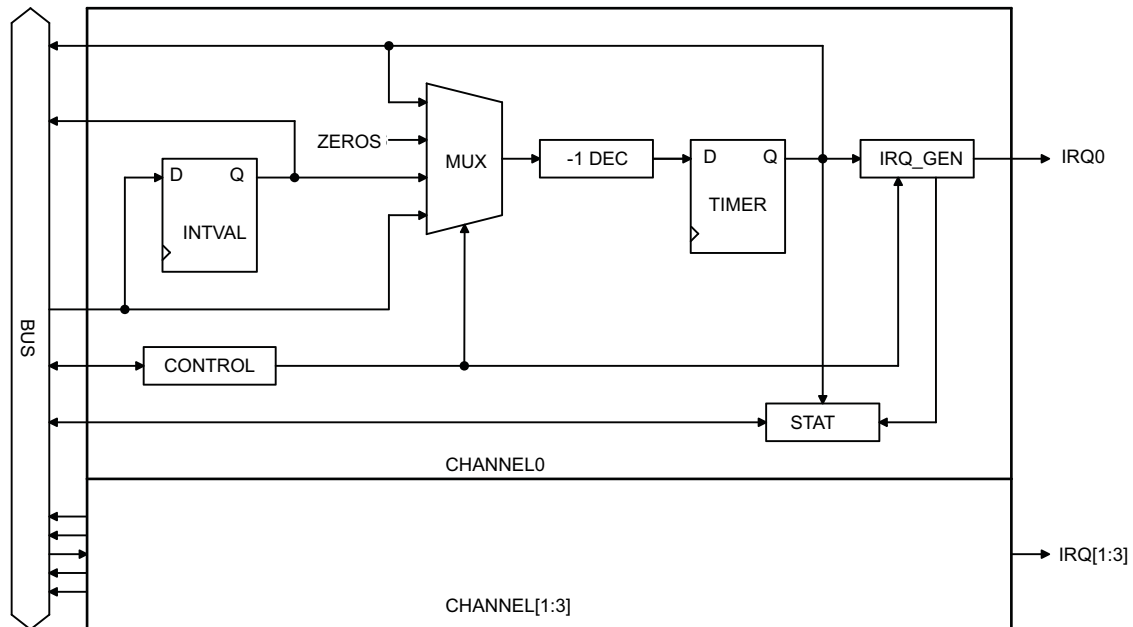 ZEROS
MUX
-1 DEC
D Q
TIMER
IRQ_GEN
IRQ0
D Q
INTVAL
BUS
CONTROL
STAT
CHANNEL0
IRQ[1:3]
CHANNEL[1:3]